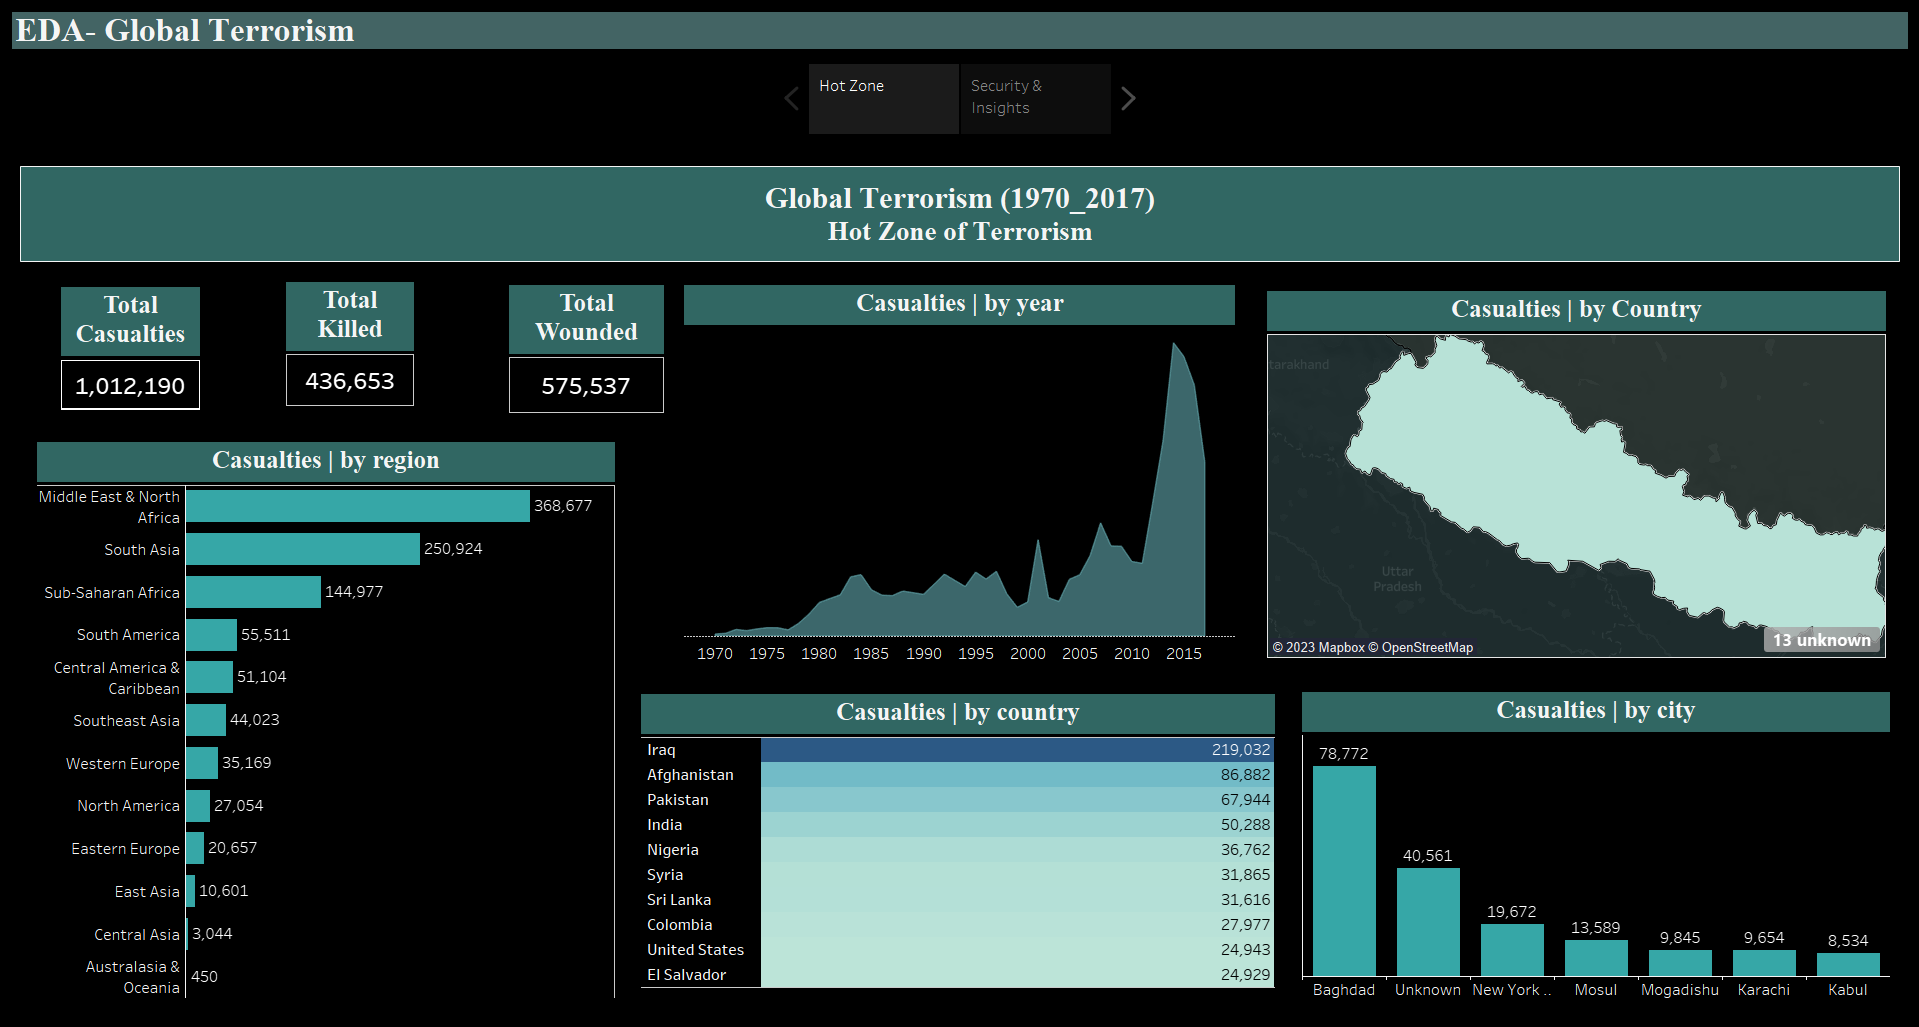 EDA- Global Terrorism
Hot Zone
Security &
Insights
Global Terrorism (1970_2017)
Hot Zone of Terrorism
Total
Casualties
1,012,190
Total
Killed
436,653
Total
Wounded
575,537
Casualties | by region
Middle East & North
Africa
368,677
South Asia
250,924
Sub-Saharan Africa
144,977
South America
55,511
Central America &
Caribbean
51,104
Southeast Asia
44,023
Western Europe
35,169
North America
27,054
Eastern Europe
20,657
East Asia
10,601
Central Asia
3,044
Australasia &
Oceania
450
Casualties | by year
1970 1975 1980 1985 1990 1995 2000 2005 2010 2015
Casualties | by Country
tarakhand
Uttar
Pradesh
13 unknown
© 2023 Mapbox © OpenStreetMap
Casualties | by country
Iraq 219,032
Afghanistan 86,882
Pakistan 67,944
India 50,288
Nigeria 36,762
Syria 31,865
Sri Lanka 31,616
Colombia 27,977
United States 24,943
El Salvador 24,929
Casualties | by city
78,772
40,561
19,672
13,589
9,845
9,654
8,534
Baghdad Unknown New York .. Mosul Mogadishu Karachi Kabul